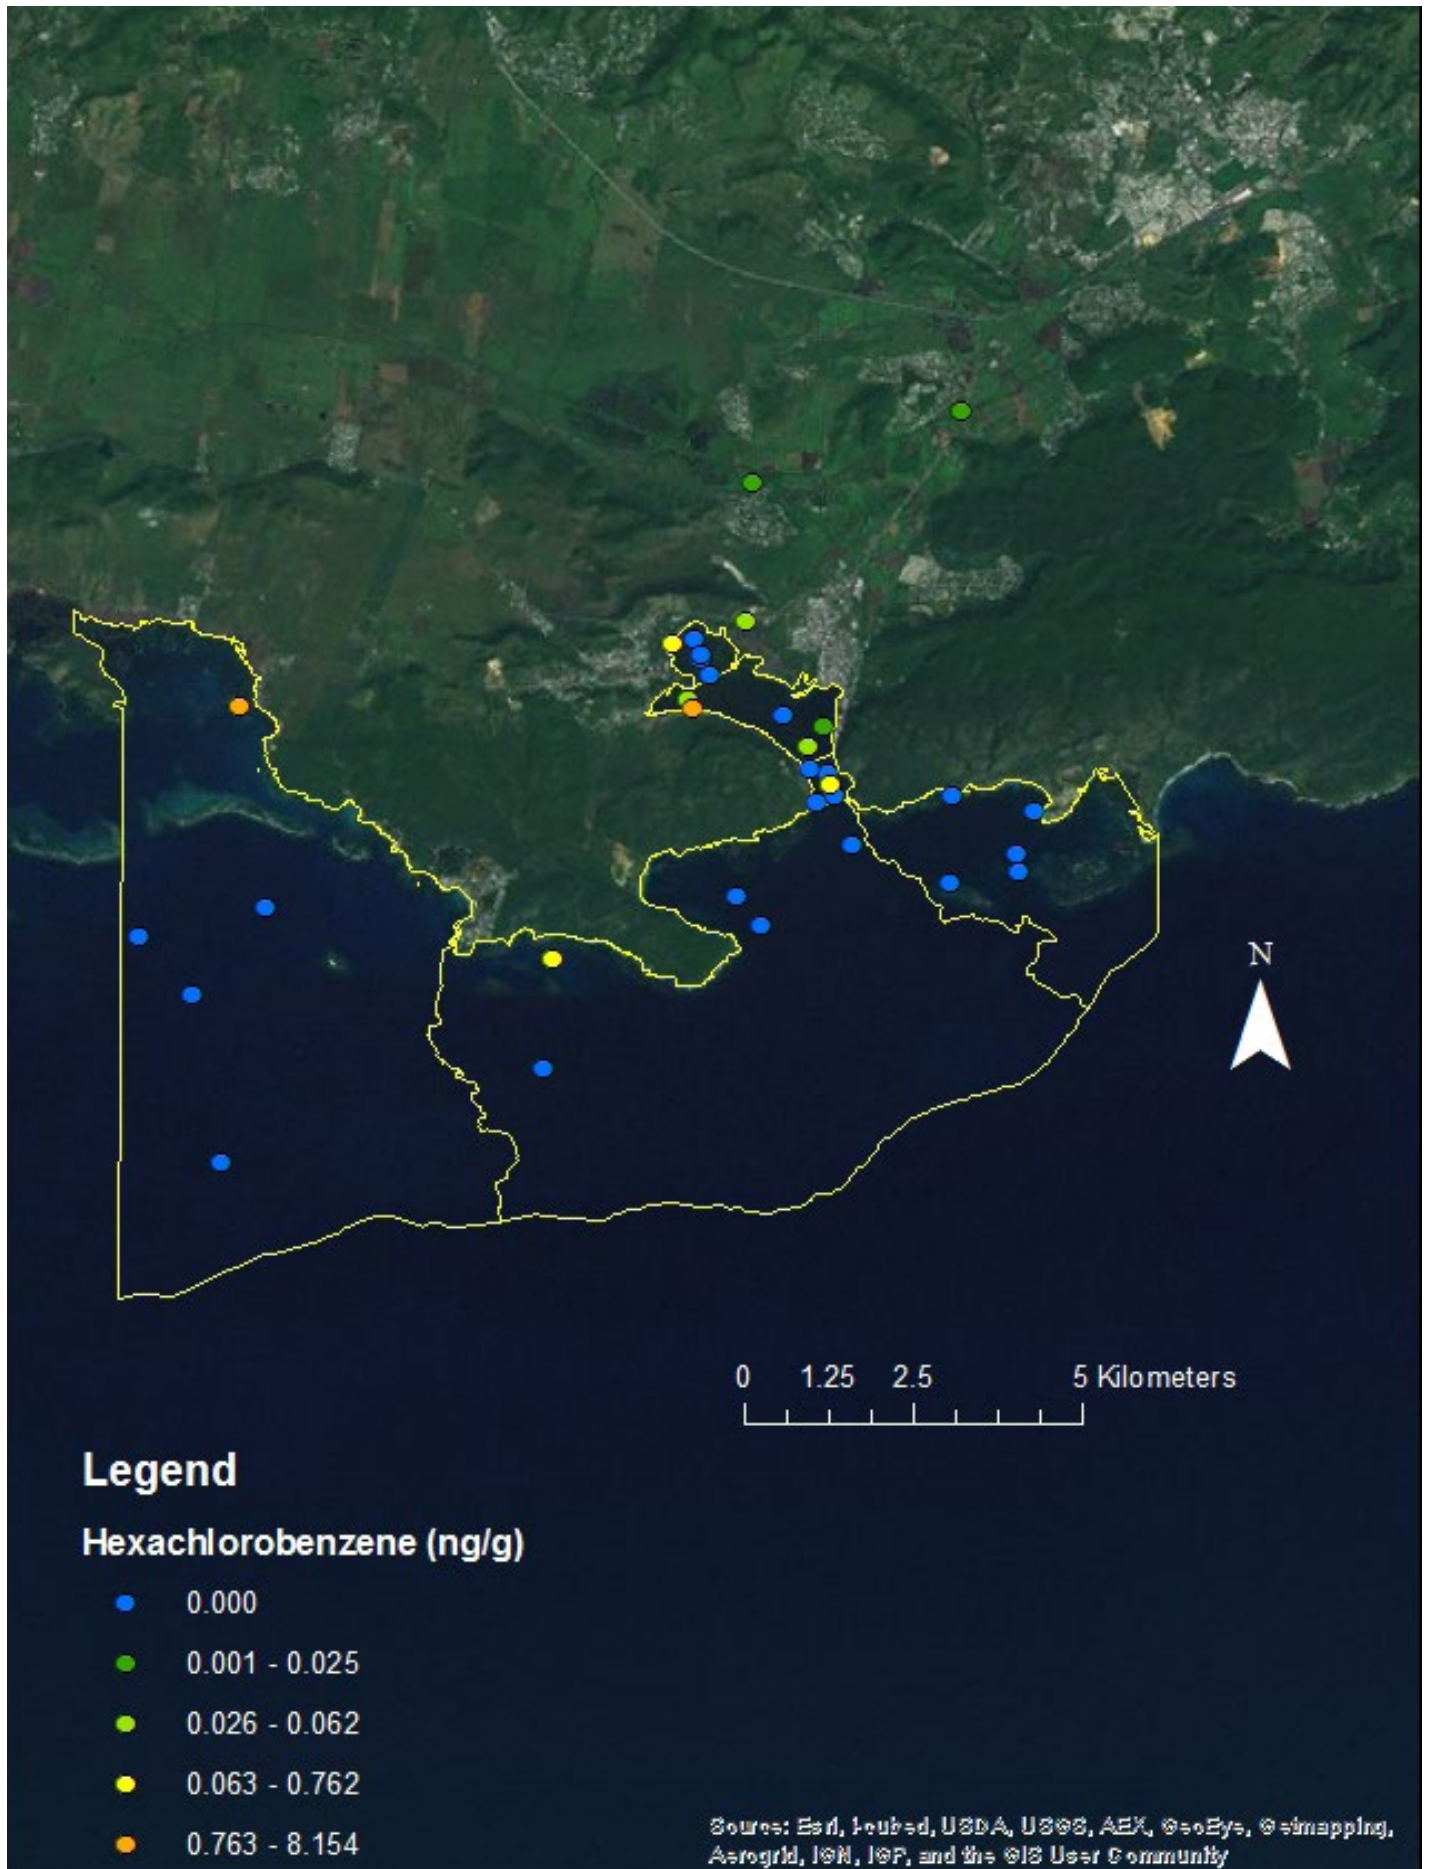 N
0 1.25 2.5 5 Kilometers
Legend
Hexachlorobenzene (ng/g)
0.000
0.001 - 0.025
0.026 - 0.062
0.063 - 0.762
0.763 - 8.154
Source: Esri, i-cubed, USDA, USGS, AEX, GeoEye, Getmapping,
Aerogrid, IGN, IGP, and the GIS User Community